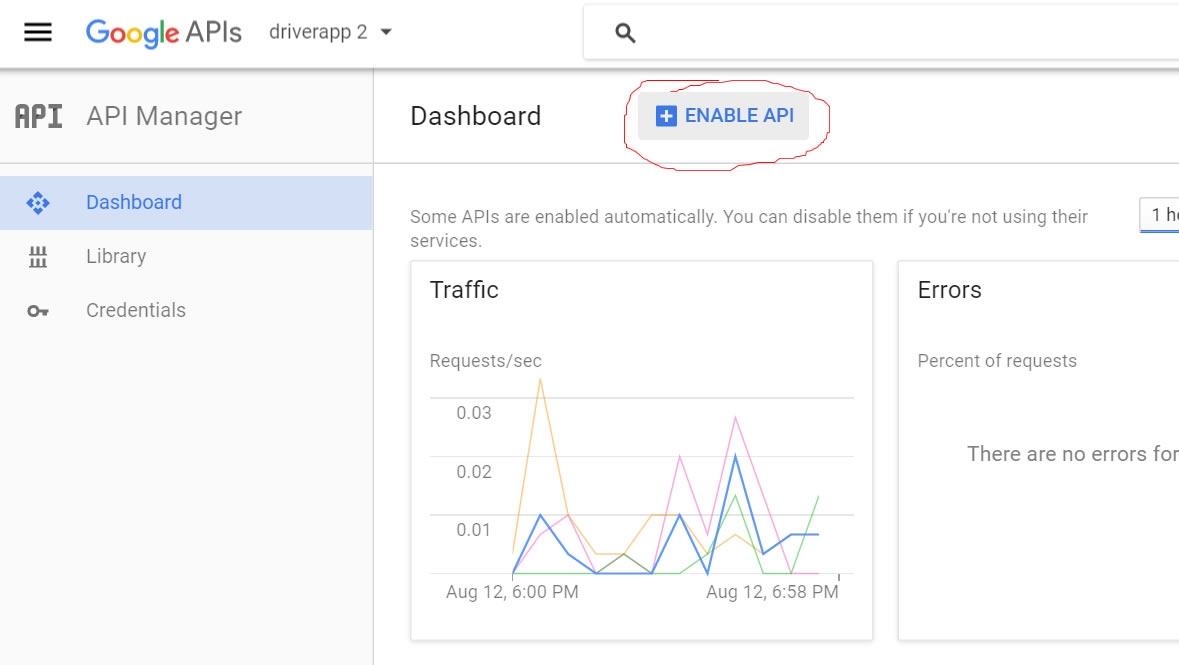 Google APIs driverapp 2
API API Manager
Dashboard ENABLE API
Dashboard
Library
Credentials
Some APIs are enabled automatically. You can disable them if you're not using their
services.
1 h
Traffic
Requests/sec
0.03
0.02
0.01
Aug 12, 6:00 PM Aug 12, 6:58 PM
Errors
Percent of requests
There are no errors for